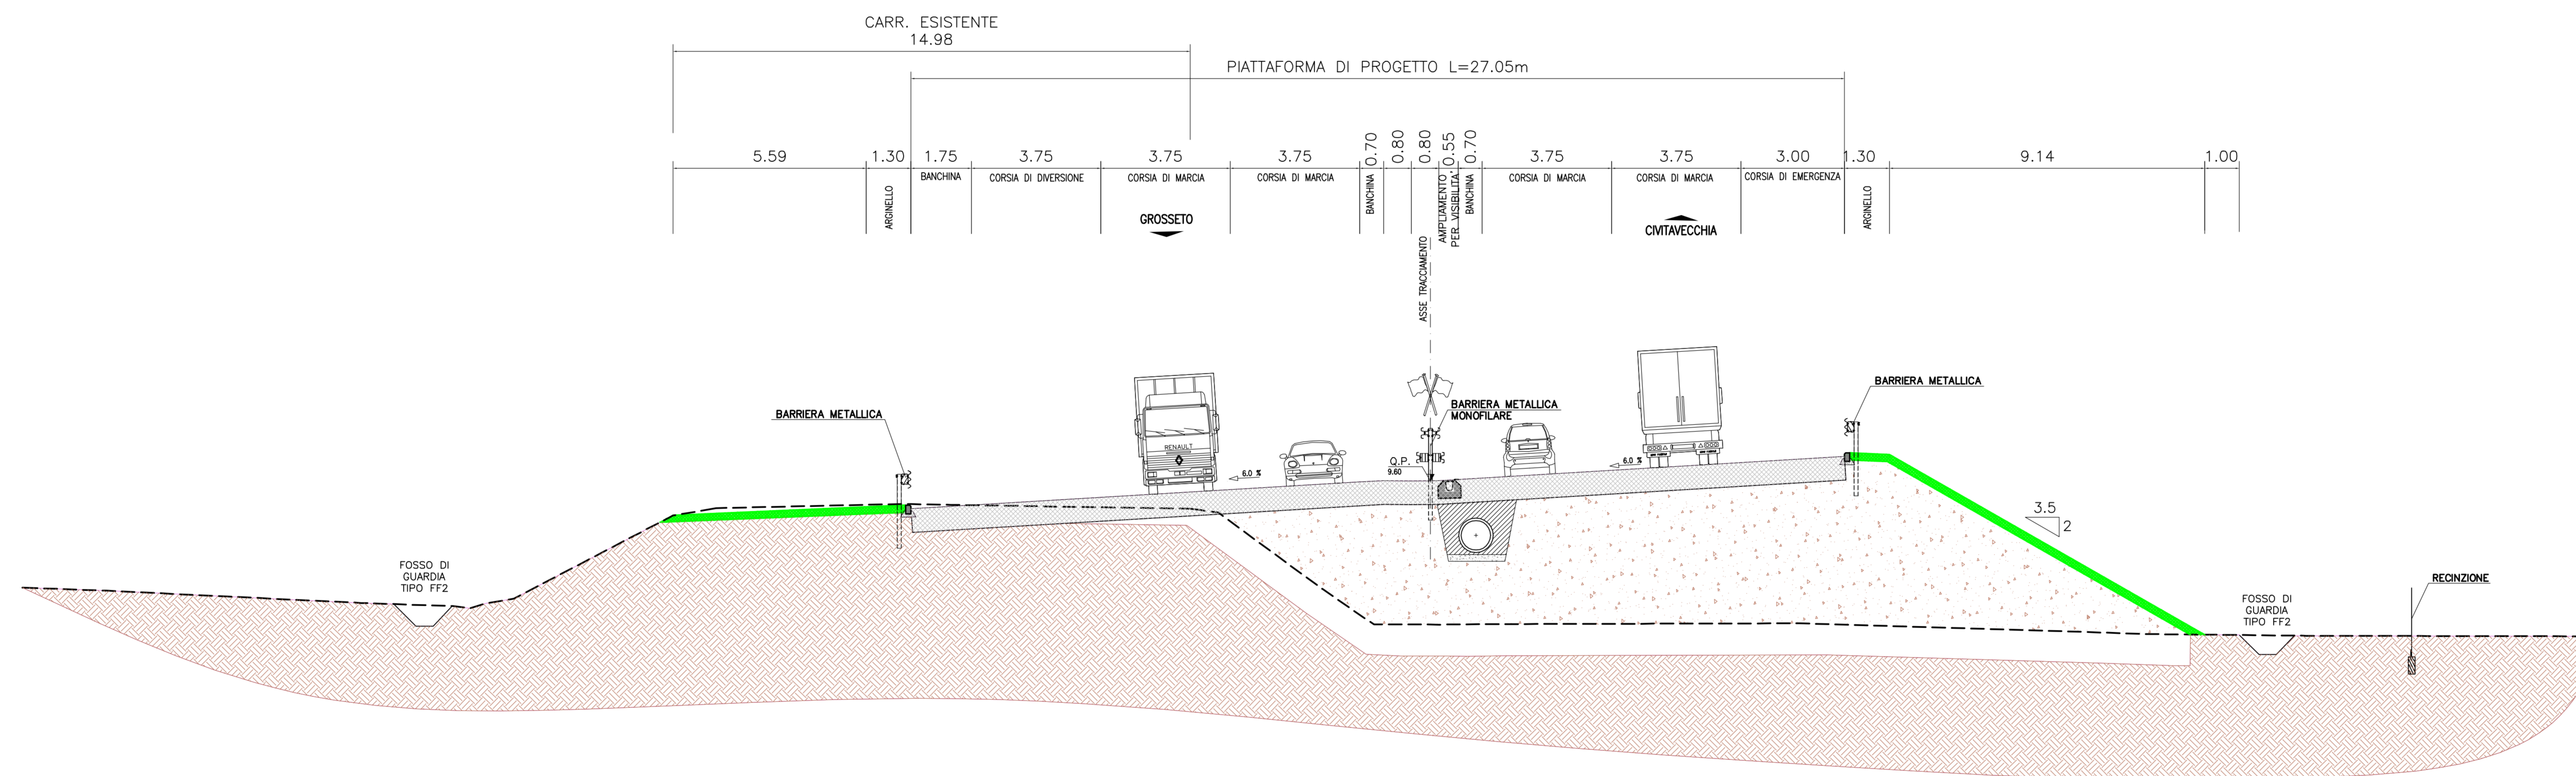 CARR. ESISTENTE
14.98
PIATTAFORMA DI PROGETTO L=27.05m
5.59
1.30
1.75
3.75
3.75
3.75
0.70
0.80
0.80
0.55
0.70
3.75
3.75
3.00
1.30
9.14
1.00
ARGINELLO
BANCHINA
CORSIA DI DIVERSIONE
CORSIA DI MARCIA
CORSIA DI MARCIA
BANCHINA
AMPLIAMENTO
PER VISIBILITA'
BANCHINA
CORSIA DI MARCIA
CORSIA DI MARCIA
CORSIA DI EMERGENZA
ARGINELLO
GROSSETO
CIVITAVECCHIA
ASSE TRACCIAMENTO
BARRIERA METALLICA
BARRIERA METALLICA
BARRIERA METALLICA
MONOFILARE
RENAULT
6.0 %
Q.P.
9.60
6.0 %
3.5
2
FOSSO DI
GUARDIA
TIPO FF2
FOSSO DI
GUARDIA
TIPO FF2
RECINZIONE